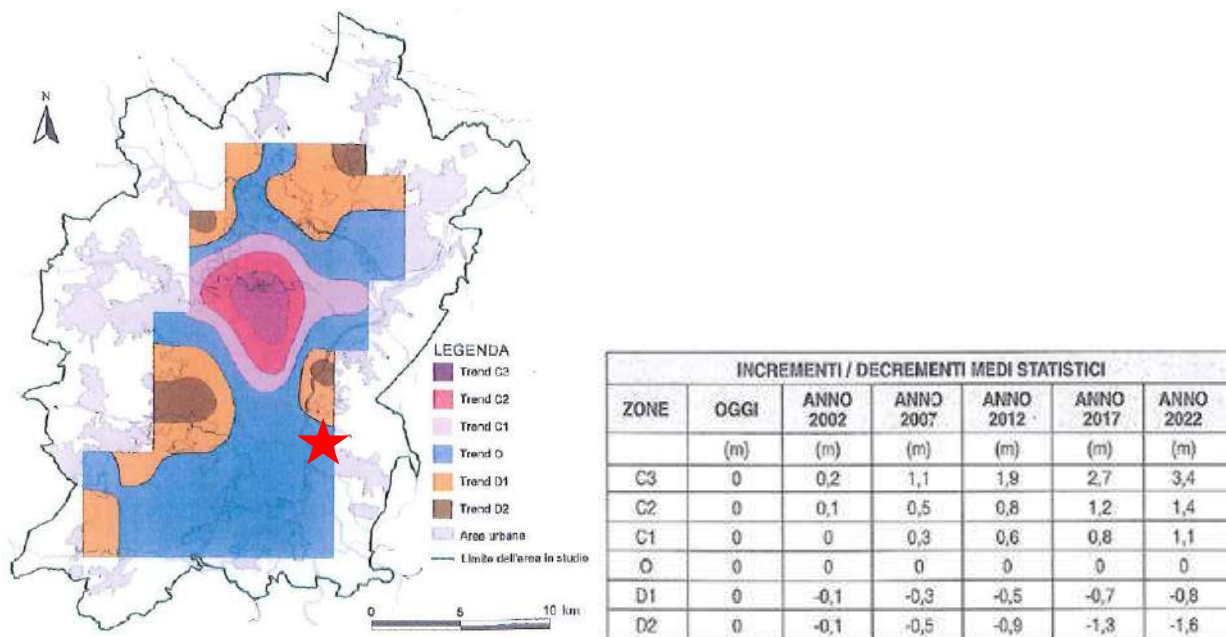 N
LEGENDA
Trend C3
Trend C2
Trend C1
Trend O
Trend D1
Trend D2
Aree urbane
Limite dell'area in studio
0 5 10 km
INCREMENTI / DECREMENTI MEDI STATISTICI
ZONE OGGI ANNO 2002 ANNO 2007 ANNO 2012 ANNO 2017 ANNO 2022
(m) (m) (m) (m) (m) (m)
C3 0 0,2 1,1 1,9 2,7 3,4
C2 0 0,1 0,5 0,8 1,2 1,4
C1 0 0 0,3 0,6 0,8 1,1
O 0 0 0 0 0 0
D1 0 -0,1 -0,3 -0,5 -0,7 -0,8
D2 0 -0,1 -0,5 -0,9 -1,3 -1,6